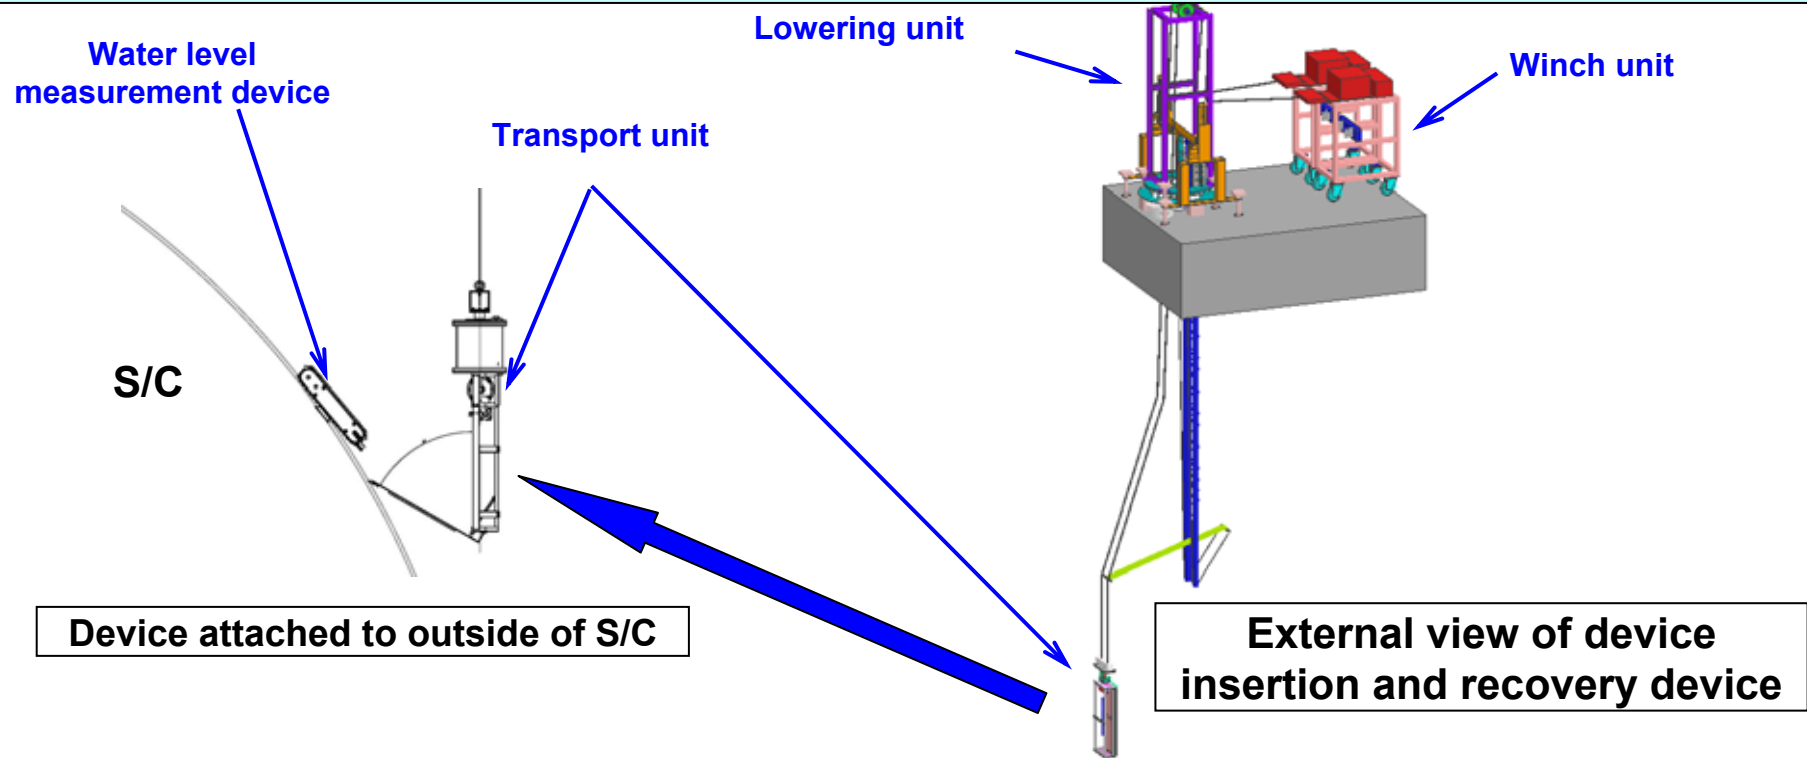 Water level
measurement device
Transport unit
Lowering unit
Winch unit
S/C
Device attached to outside of S/C
External view of device
insertion and recovery device